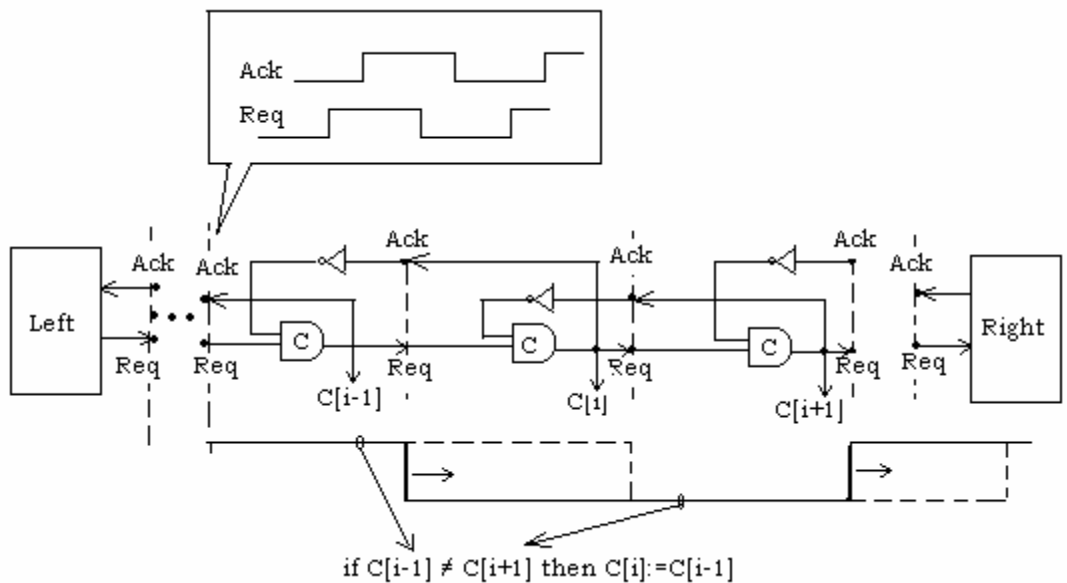 Ack
Req
Ack
Ack
Ack
Ack
Ack
Ack
Left
C
C
C
Right
Req
Req
Req
Req
Req
Req
C[i-1]
C[i]
C[i+1]
if C[i-1] ≠ C[i+1] then C[i]:=C[i-1]